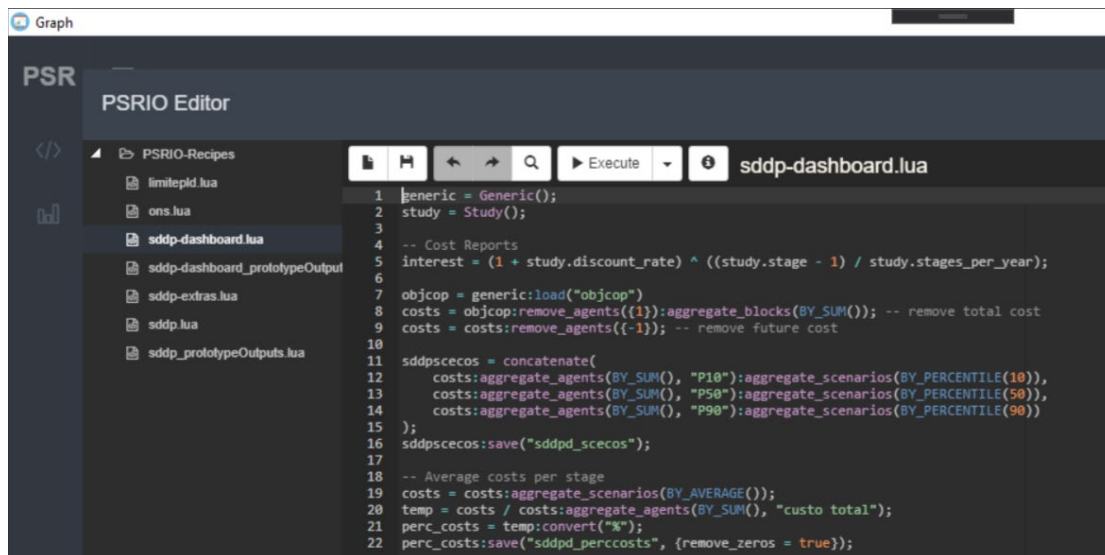 Graph
PSR
PSRIO Editor
PSRIO-Recipes
limitepld.lua
ons.lua
sddp-dashboard.lua
sddp-dashboard_prototypeOutput
sddp-extras.lua
sddp.lua
sddp_prototypeOutputs.lua
Execute
sddp-dashboard.lua
1 generic = Generic();
2 study = Study();
3
4 -- Cost Reports
5 interest = (1 + study.discount_rate) ^ ((study.stage - 1) / study.stages_per_year);
6
7 objcop = generic:load("objcop")
8 costs = objcop:remove_agents({1}):aggregate_blocks(BY_SUM()); -- remove total cost
9 costs = costs:remove_agents({-1}); -- remove future cost
10
11 sddpscecos = concatenate(
12 costs:aggregate_agents(BY_SUM(), "P10"):aggregate_scenarios(BY_PERCENTILE(10)),
13 costs:aggregate_agents(BY_SUM(), "P50"):aggregate_scenarios(BY_PERCENTILE(50)),
14 costs:aggregate_agents(BY_SUM(), "P90"):aggregate_scenarios(BY_PERCENTILE(90))
15 );
16 sddpscecos:save("sddpd_scecos");
17
18 -- Average costs per stage
19 costs = costs:aggregate_scenarios(BY_AVERAGE());
20 temp = costs / costs:aggregate_agents(BY_SUM(), "custo total");
21 perc_costs = temp:convert("%");
22 perc_costs:save("sddpd_perccosts", {remove_zeros = true});